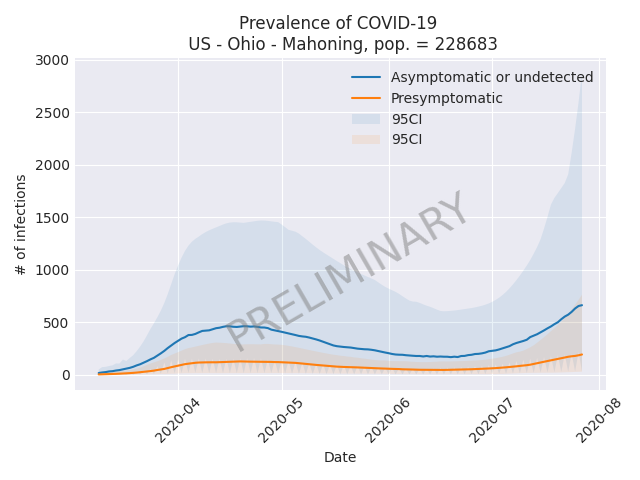 Prevalence of COVID-19
US - Ohio - Mahoning, pop. = 228683
Asymptomatic or undetected
Presymptomatic
95CI
95CI
PRELIMINARY
# of infections
3000
2500
2000
1500
1000
500
0
2020-04
2020-05
2020-06
2020-07
2020-08
Date